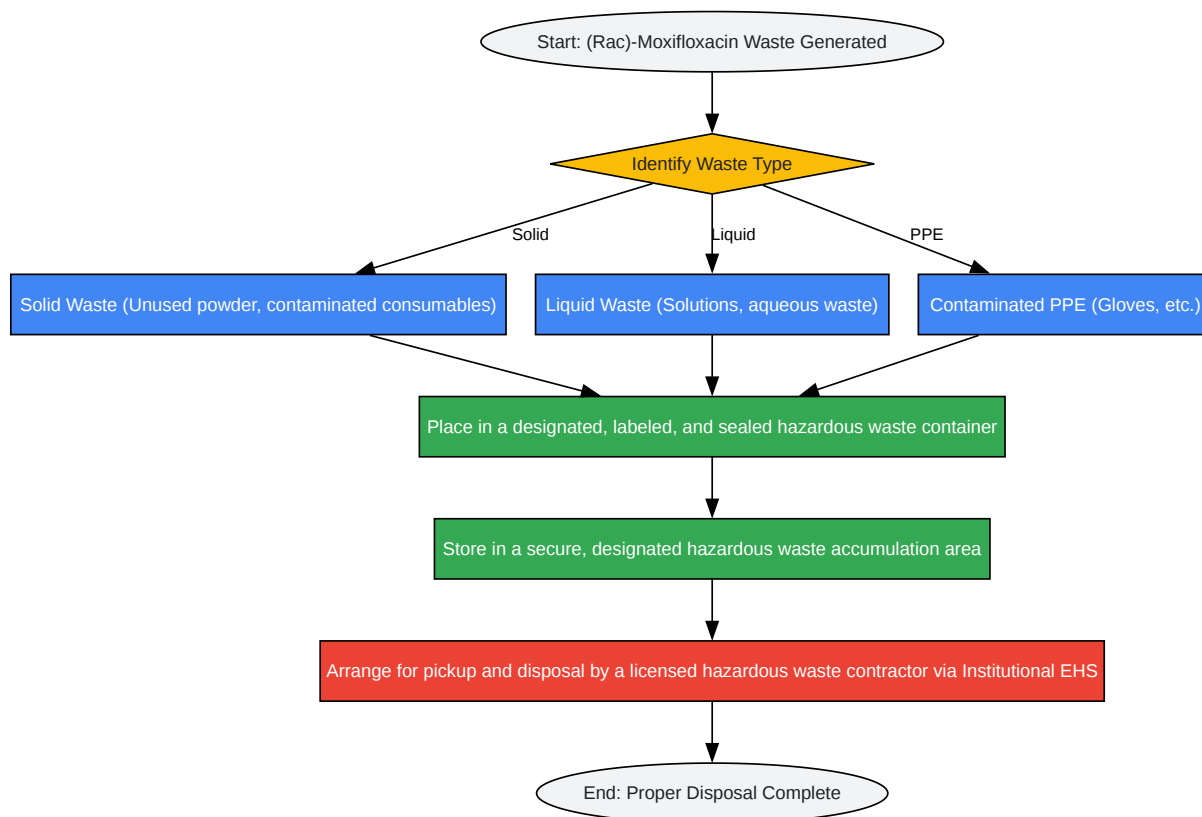 Start: (Rac)-Moxifloxacin Waste Generated
Identify Waste Type
Solid
Liquid
PPE
Solid Waste (Unused powder, contaminated consumables)
Liquid Waste (Solutions, aqueous waste)
Contaminated PPE (Gloves, etc.)
Place in a designated, labeled, and sealed hazardous waste container
Store in a secure, designated hazardous waste accumulation area
Arrange for pickup and disposal by a licensed hazardous waste contractor via Institutional EHS
End: Proper Disposal Complete